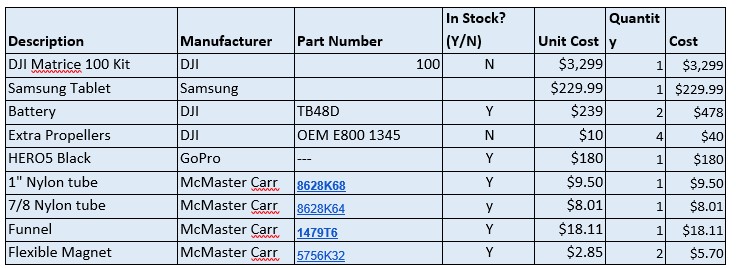 Description Manufacturer Part Number In Stock? (Y/N) Unit Cost Quantity Cost
DJI Matrice 100 Kit DJI 100 N $3,299 1 $3,299
Samsung Tablet Samsung $229.99 1 $229.99
Battery DJI TB48D Y $239 2 $478
Extra Propellers DJI OEM E800 1345 N $10 4 $40
HERO5 Black GoPro --- Y $180 1 $180
1" Nylon tube McMaster Carr 8628K68 Y $9.50 1 $9.50
7/8 Nylon tube McMaster Carr 8628K64 y $8.01 1 $8.01
Funnel McMaster Carr 1479T6 Y $18.11 1 $18.11
Flexible Magnet McMaster Carr 5756K32 Y $2.85 2 $5.70